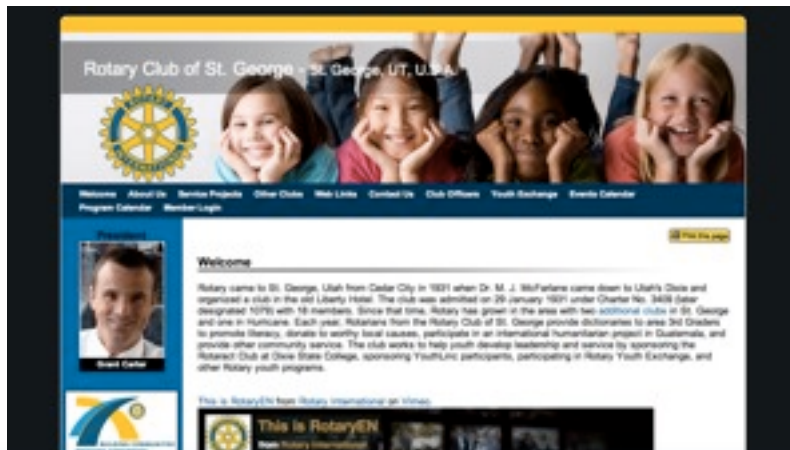 Rotary Club of St. George - St. George, UT, U.S.A.
ROTARY
INTERNATIONAL
Welcome About Us Service Projects Other Clubs Web Links Contact Us Club Officers Youth Exchange Events Calendar
Program Calendar Member Login
President
Print this page
Welcome
Rotary came to St. George, Utah from Cedar City in 1931 when Dr. M. J. McFarlane came down to Utah's Dixie and
organized a club in the old Liberty Hotel. The club was admitted on 29 January 1931 under Charter No. 3409 (later
designated 1079) with 18 members. Since that time, Rotary has grown in the area with two additional clubs in St. George
and one in Hurricane. Each year, Rotarians from the Rotary Club of St. George provide dictionaries to area 3rd Graders
to promote literacy, donate to worthy local causes, participate in an international humanitarian project in Guatemala, and
provide other community service. The club works to help youth develop leadership and service by sponsoring the
Rotaract Club at Dixie State College, sponsoring YouthLinc participants, participating in Rotary Youth Exchange, and
other Rotary youth programs.
Grant Carter
This is RotaryEN from Rotary International on Vimeo.
This is RotaryEN
from Rotary International
BUILDING COMMUNITIES